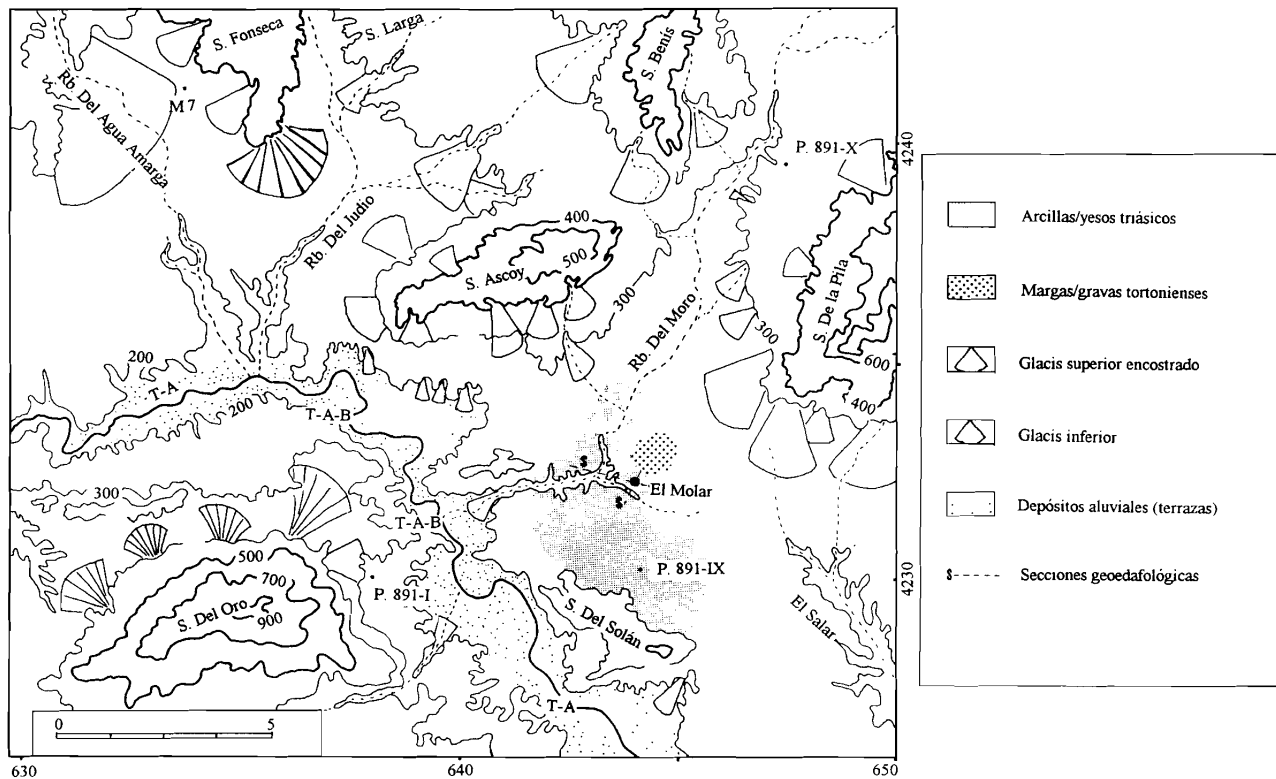 S. Fonseca
S. Larga
S. Benís
Rb. Del Agua Amarga
M 7
P. 891-X
4240
Rb. Del Judio
400
500
S. Ascoy
300
Rb. Del Moro
300
S. De la Pila
600
400
200
T-A
200
T-A-B
El Molar
300
T-A-B
P. 891-IX
4230
500
700
900
S. Del Oro
P. 891-I
S. Del Solán
El Salar
T-A
0 5
630 640 650
Arcillas/yesos triásicos
Margas/gravas tortonienses
Glacis superior encostrado
Glacis inferior
Depósitos aluviales (terrazas)
s----- Secciones geoedafológicas
s
s